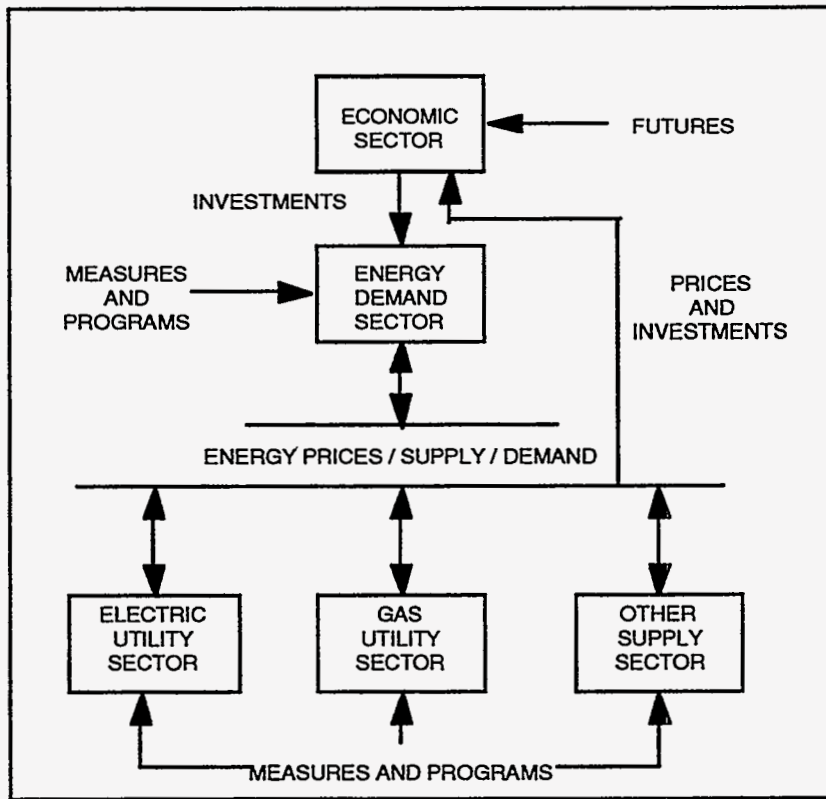 ECONOMIC
SECTOR
FUTURES
INVESTMENTS
MEASURES
AND
PROGRAMS
ENERGY
DEMAND
SECTOR
PRICES
AND
INVESTMENTS
ENERGY PRICES / SUPPLY / DEMAND
ELECTRIC
UTILITY
SECTOR
GAS
UTILITY
SECTOR
OTHER
SUPPLY
SECTOR
MEASURES AND PROGRAMS